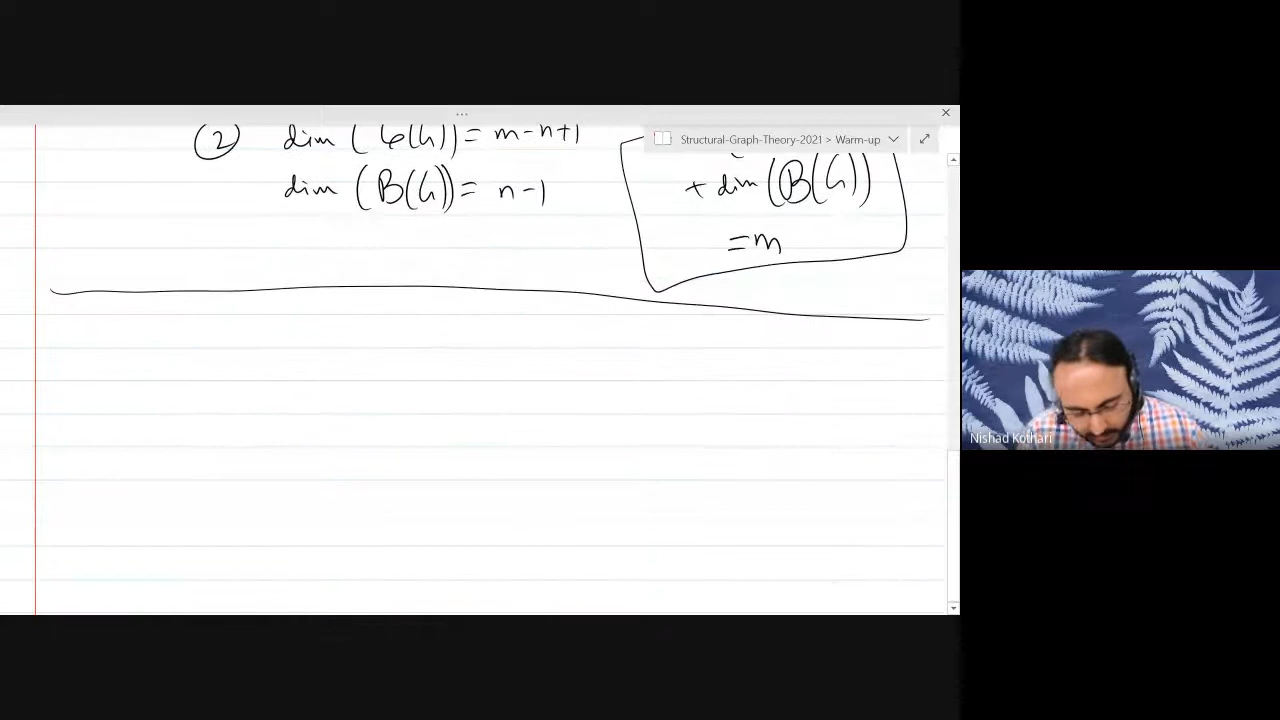 Structural-Graph-Theory-2021 > Warm-up
② dim (C(G)) = m-n+1
dim (B(G)) = n-1
+ dim (B(G))
= m
Nishad Kothari